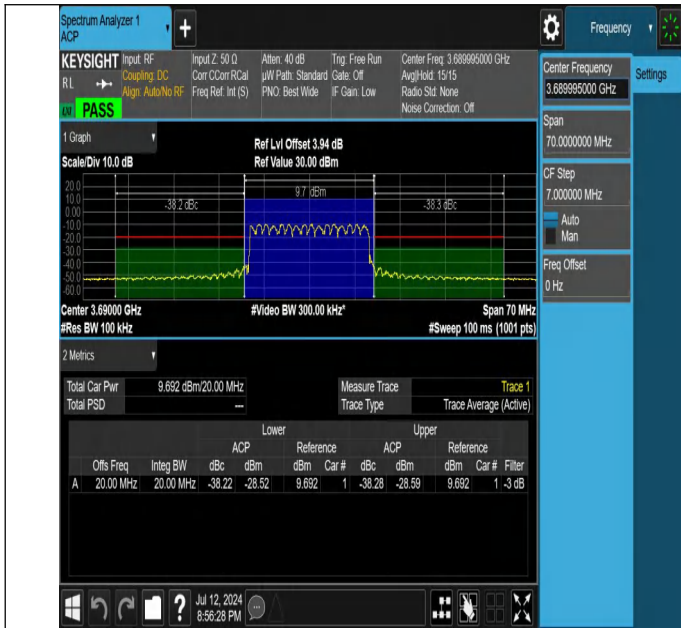 Spectrum Analyzer 1
ACP
+
Frequency
KEYSIGHT
RL
PASS
Input: RF
Coupling: DC
Align: Auto/No RF
Input Z: 50 Ω
Corr CCorr RCal
Freq Ref: Int (S)
Atten: 40 dB
µW Path: Standard
PNO: Best Wide
Trig: Free Run
Gate: Off
IF Gain: Low
Center Freq: 3.689995000 GHz
Avg|Hold: 15/15
Radio Std: None
Noise Correction: Off
Center Frequency
3.689995000 GHz
Settings
Span
70.0000000 MHz
CF Step
7.000000 MHz
Auto
Man
Freq Offset
0 Hz
1 Graph
Scale/Div 10.0 dB
Ref Lvl Offset 3.94 dB
Ref Value 30.00 dBm
20.0
10.0
0.00
-10.0
-20.0
-30.0
-40.0
-50.0
-60.0
-38.2 dBc
9.7 dBm
-38.3 dBc
Center 3.69000 GHz
#Video BW 300.00 kHz*
Span 70 MHz
#Res BW 100 kHz
#Sweep 100 ms (1001 pts)
2 Metrics
Total Car Pwr 9.692 dBm/20.00 MHz
Total PSD ---
Measure Trace Trace 1
Trace Type Trace Average (Active)
Lower Upper
ACP Reference ACP Reference
Offs Freq Integ BW dBc dBm dBm Car # dBc dBm dBm Car # Filter
A 20.00 MHz 20.00 MHz -38.22 -28.52 9.692 1 -38.28 -28.59 9.692 1 -3 dB
?
Jul 12, 2024
8:56:28 PM